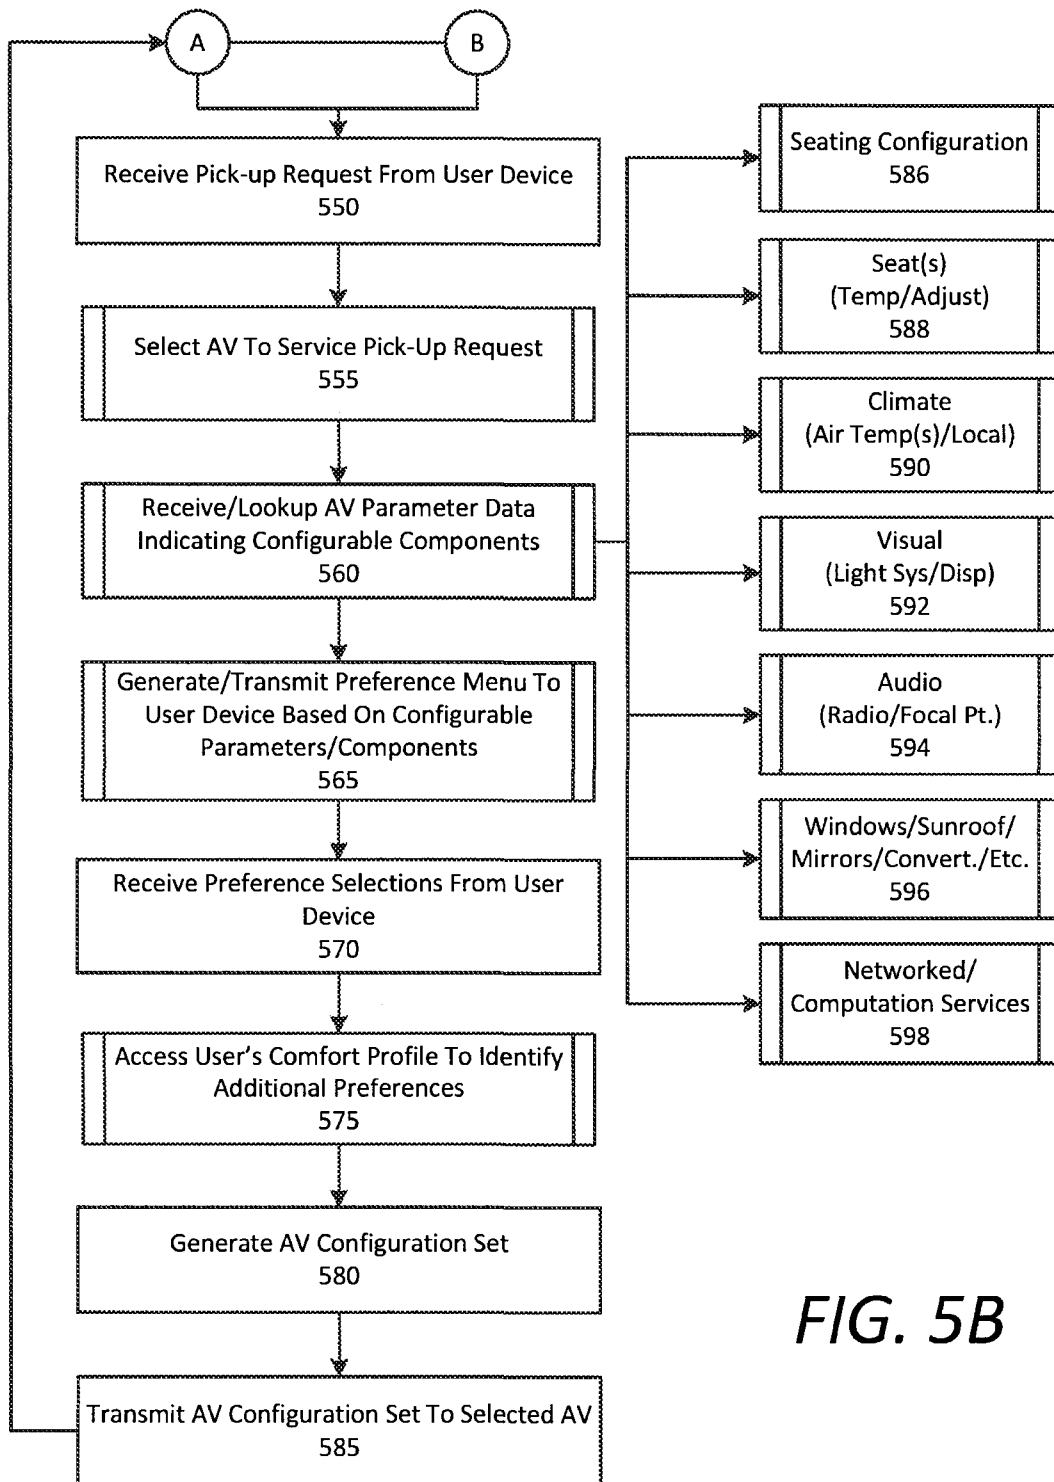 A
B
Receive Pick-up Request From User Device
550
Select AV To Service Pick-Up Request
555
Receive/Lookup AV Parameter Data
Indicating Configurable Components
560
Generate/Transmit Preference Menu To
User Device Based On Configurable
Parameters/Components
565
Receive Preference Selections From User
Device
570
Access User's Comfort Profile To Identify
Additional Preferences
575
Generate AV Configuration Set
580
Transmit AV Configuration Set To Selected AV
585
Seating Configuration
586
Seat(s)
(Temp/Adjust)
588
Climate
(Air Temp(s)/Local)
590
Visual
(Light Sys/Disp)
592
Audio
(Radio/Focal Pt.)
594
Windows/Sunroof/
Mirrors/Convert./Etc.
596
Networked/
Computation Services
598
FIG. 5B